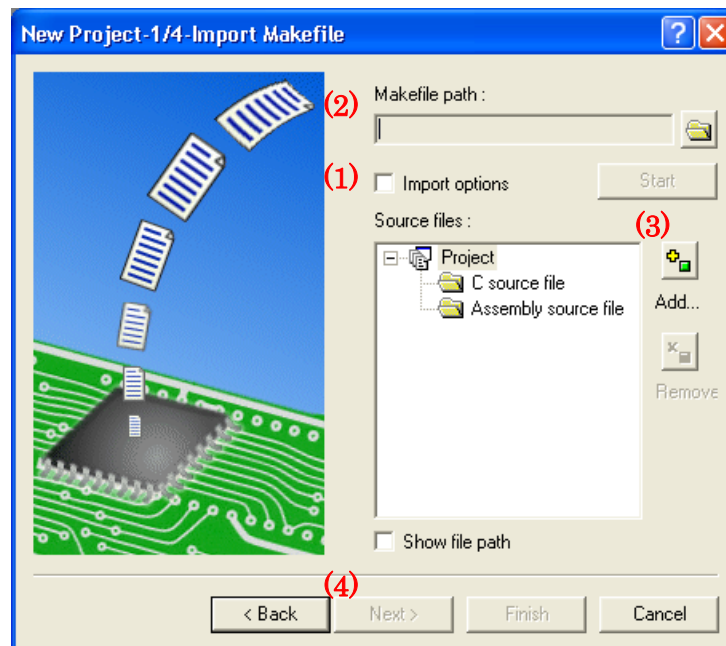 New Project-1/4-Import Makefile
(2)
Makefile path :
(1)
Import options
Start
Source files :
(3)
Project
C source file
Assembly source file
Add...
Remove
Show file path
(4)
< Back
Next >
Finish
Cancel